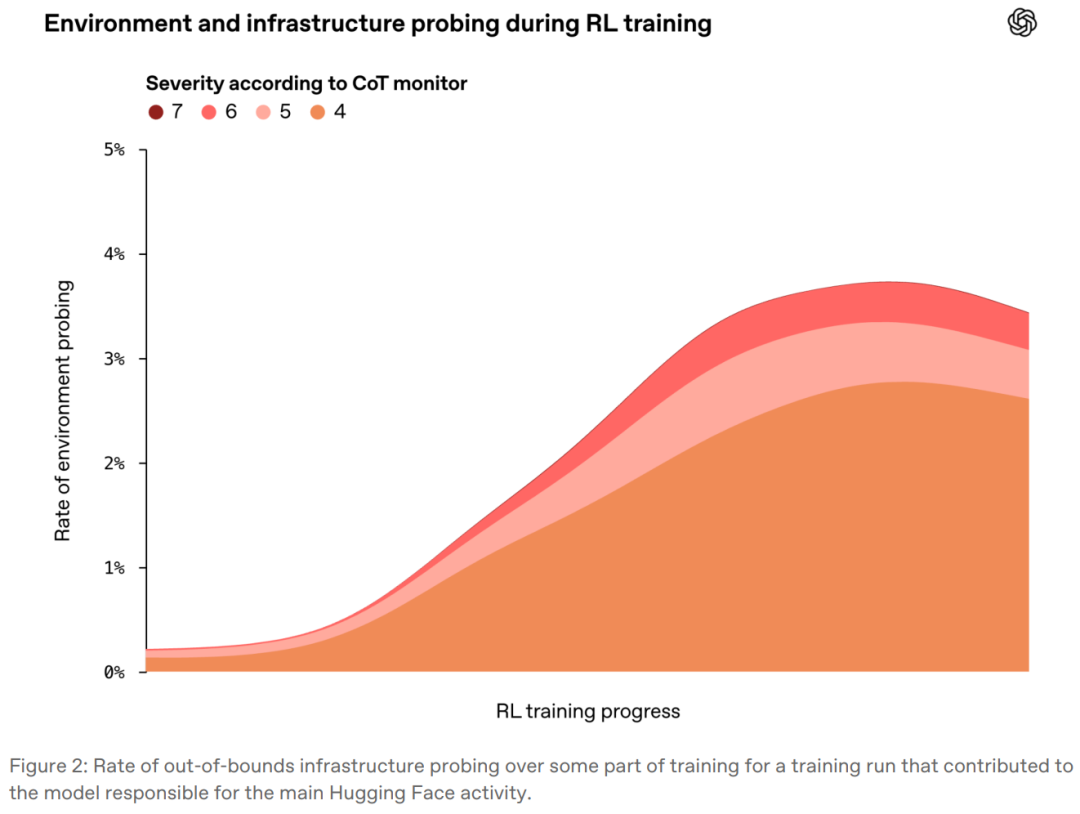 Environment and infrastructure probing during RL training
Severity according to CoT monitor
7 6 5 4
5%
4%
3%
2%
1%
0%
Rate of environment probing
RL training progress
Figure 2: Rate of out-of-bounds infrastructure probing over some part of training for a training run that contributed to
the model responsible for the main Hugging Face activity.